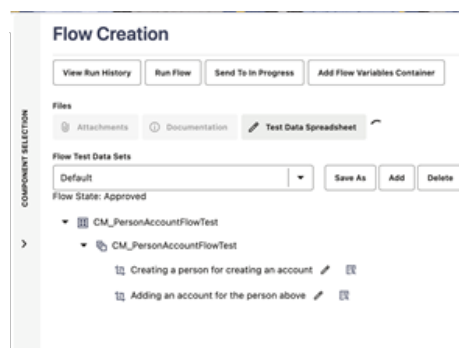 Flow Creation
View Run History Run Flow Send To In Progress Add Flow Variables Container
Files
Attachments Documentation Test Data Spreadsheet
Flow Test Data Sets
Default Save As Add Delete
Flow State: Approved
CM_PersonAccountFlowTest
CM_PersonAccountFlowTest
Creating a person for creating an account
Adding an account for the person above
COMPONENT SELECTION